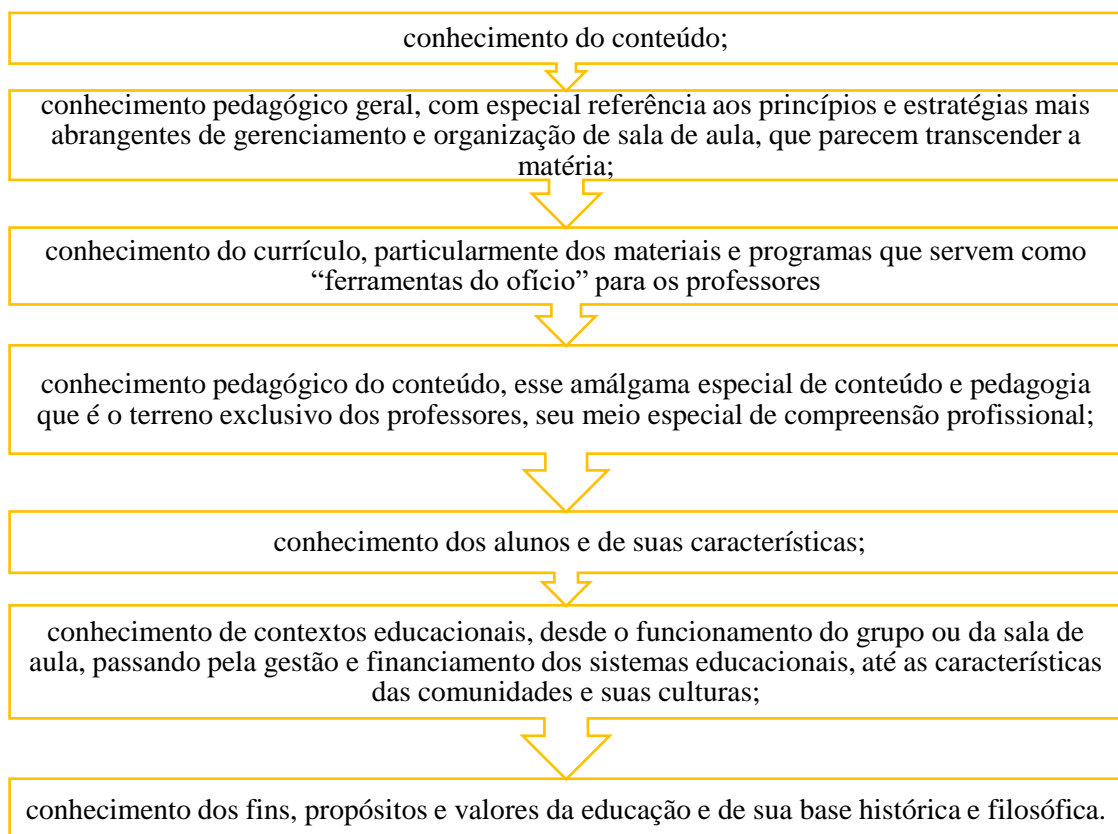 conhecimento do conteúdo;
conhecimento pedagógico geral, com especial referência aos princípios e estratégias mais
abrangentes de gerenciamento e organização de sala de aula, que parecem transcender a
matéria;
conhecimento do currículo, particularmente dos materiais e programas que servem como
“ferramentas do ofício” para os professores
conhecimento pedagógico do conteúdo, esse amálgama especial de conteúdo e pedagogia
que é o terreno exclusivo dos professores, seu meio especial de compreensão profissional;
conhecimento dos alunos e de suas características;
conhecimento de contextos educacionais, desde o funcionamento do grupo ou da sala de
aula, passando pela gestão e financiamento dos sistemas educacionais, até as características
das comunidades e suas culturas;
conhecimento dos fins, propósitos e valores da educação e de sua base histórica e filosófica.